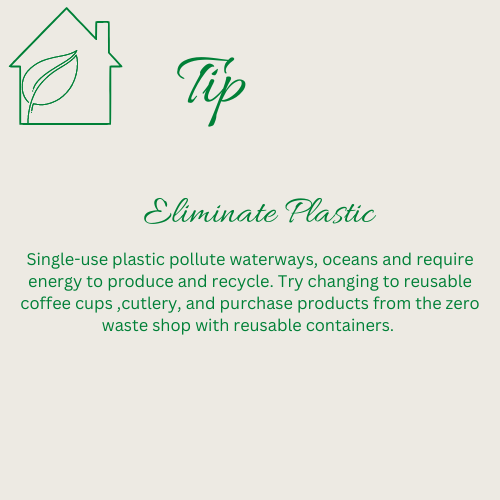 Tip
Eliminate Plastic
Single-use plastic pollute waterways, oceans and require
energy to produce and recycle. Try changing to reusable
coffee cups ,cutlery, and purchase products from the zero
waste shop with reusable containers.